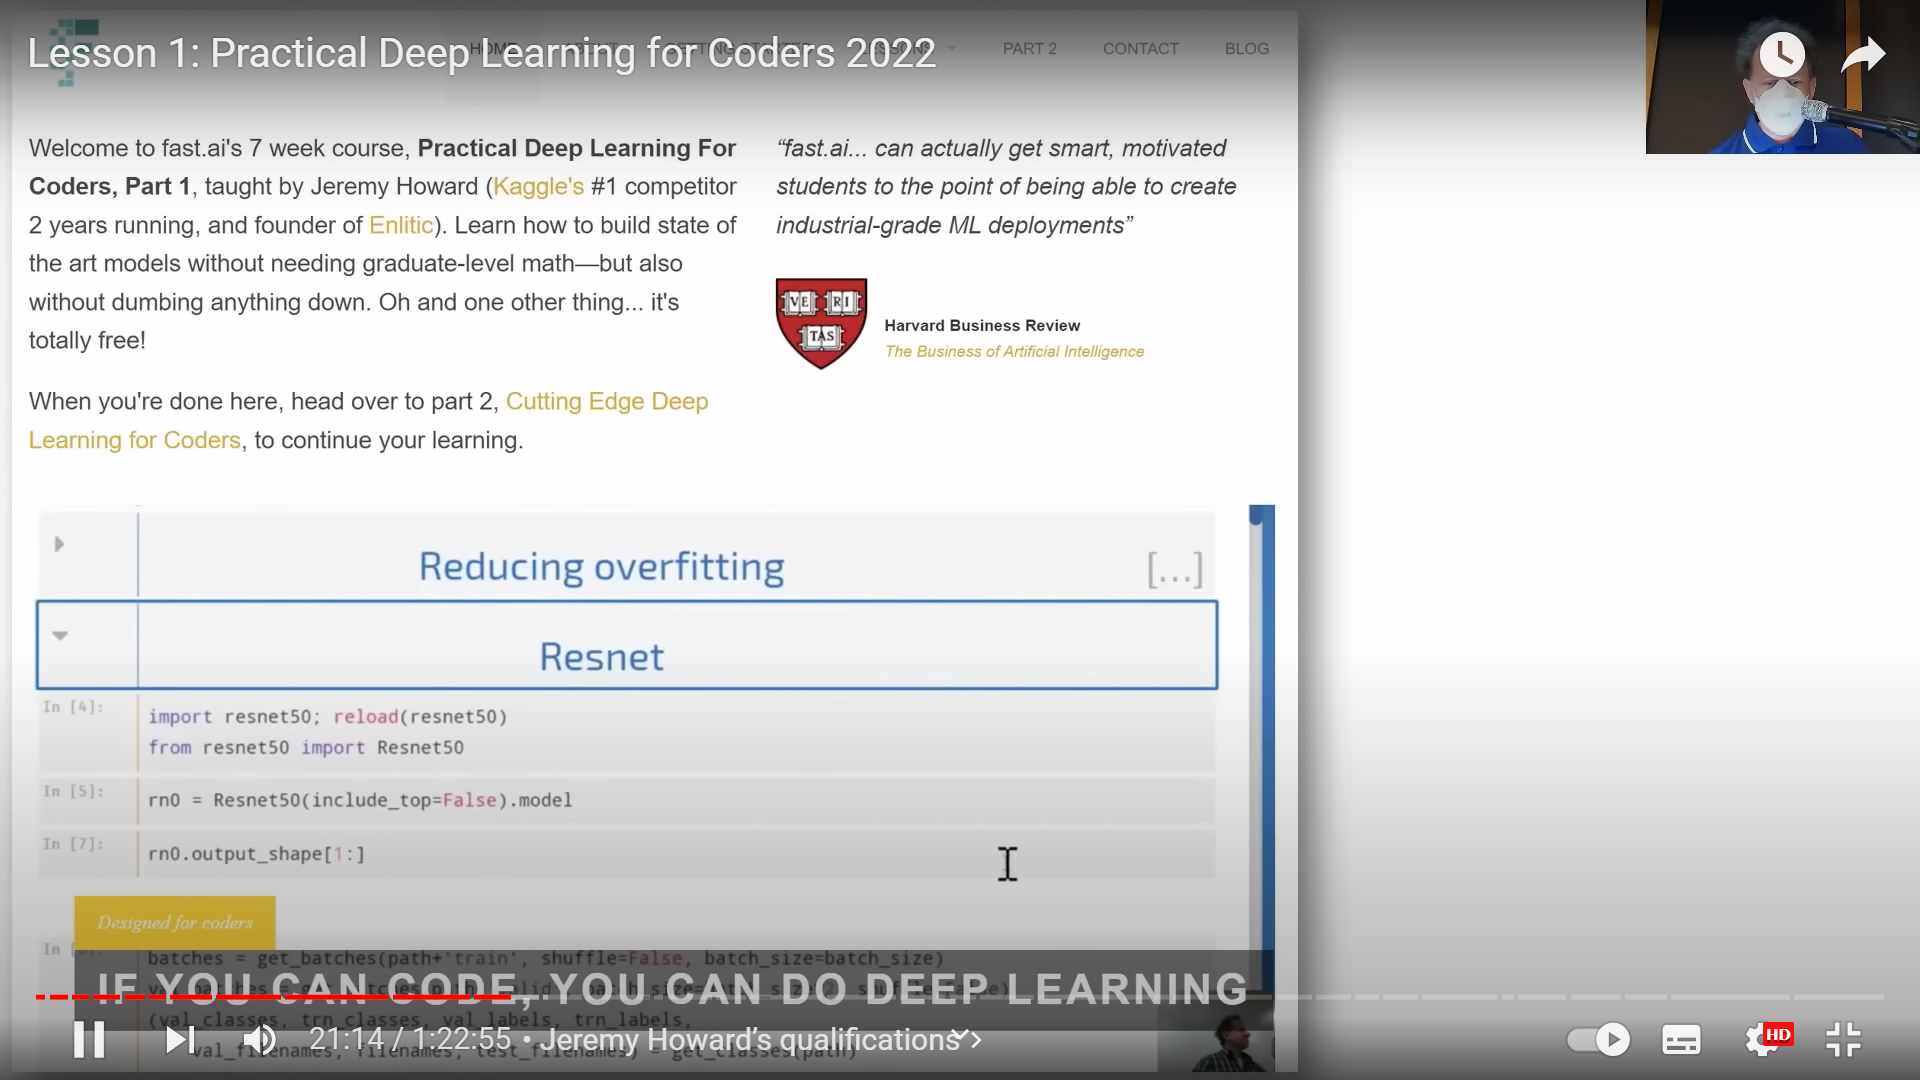 Lesson 1: Practical Deep Learning for Coders 2022
HOME
PART 2
CONTACT
BLOG
Welcome to fast.ai's 7 week course, Practical Deep Learning For
Coders, Part 1, taught by Jeremy Howard (Kaggle's #1 competitor
2 years running, and founder of Enlitic). Learn how to build state of
the art models without needing graduate-level math—but also
without dumbing anything down. Oh and one other thing... it's
totally free!
When you're done here, head over to part 2, Cutting Edge Deep
Learning for Coders, to continue your learning.
“fast.ai... can actually get smart, motivated
students to the point of being able to create
industrial-grade ML deployments”
VE RI
TAS
Harvard Business Review
The Business of Artificial Intelligence
Reducing overfitting
[...]
Resnet
In [4]:
import resnet50; reload(resnet50)
from resnet50 import Resnet50
In [5]:
rn0 = Resnet50(include_top=False).model
In [7]:
rn0.output_shape[1:]
Designed for coders
In
batches = get_batches(path+'train', shuffle=False, batch_size=batch_size)
IF YOU CAN CODE, YOU CAN DO DEEP LEARNING
(val_classes, trn_classes, val_labels, trn_labels,
val_filenames, filenames, test_filenames) = get_classes(path)
21:14 / 1:22:55 • Jeremy Howard’s qualifications
HD